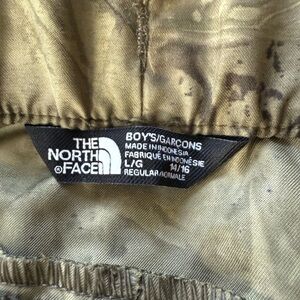 THE
NORTH
FACE
BOY'S/GARCONS
MADE IN INDONESIA
FABRIQUÉ EN INDONÉSIE
L/G 14/16
REGULAR/NORMALE